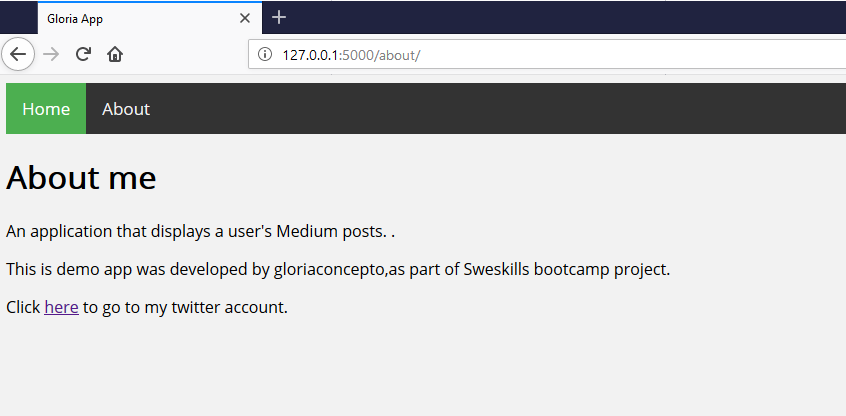 Gloria App
127.0.0.1:5000/about/
Home About
About me
An application that displays a user's Medium posts. .
This is demo app was developed by gloriaconcepto,as part of Sweskills bootcamp project.
Click here to go to my twitter account.